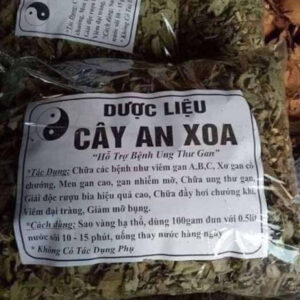 DƯỢC LIỆU
CÂY AN XOA
"Hỗ Trợ Bệnh Ung Thư Gan"
*Tác Dụng: Chữa các bệnh như viêm gan A,B,C, Xơ gan cổ
chướng, Men gan cao, gan nhiễm mỡ, Chữa ung thư gan,
Giải độc rượu bia hiệu quả cao, Chữa đầy hơi chướng khí,
Viêm đại tràng, Giảm mỡ bụng.
*Cách dùng: Sao vàng hạ thổ, dùng 100gam đun với 0.5lít
nước sôi 10 - 15 phút, uống thay nước hàng ngày
* Không Có Tác Dụng Phụ